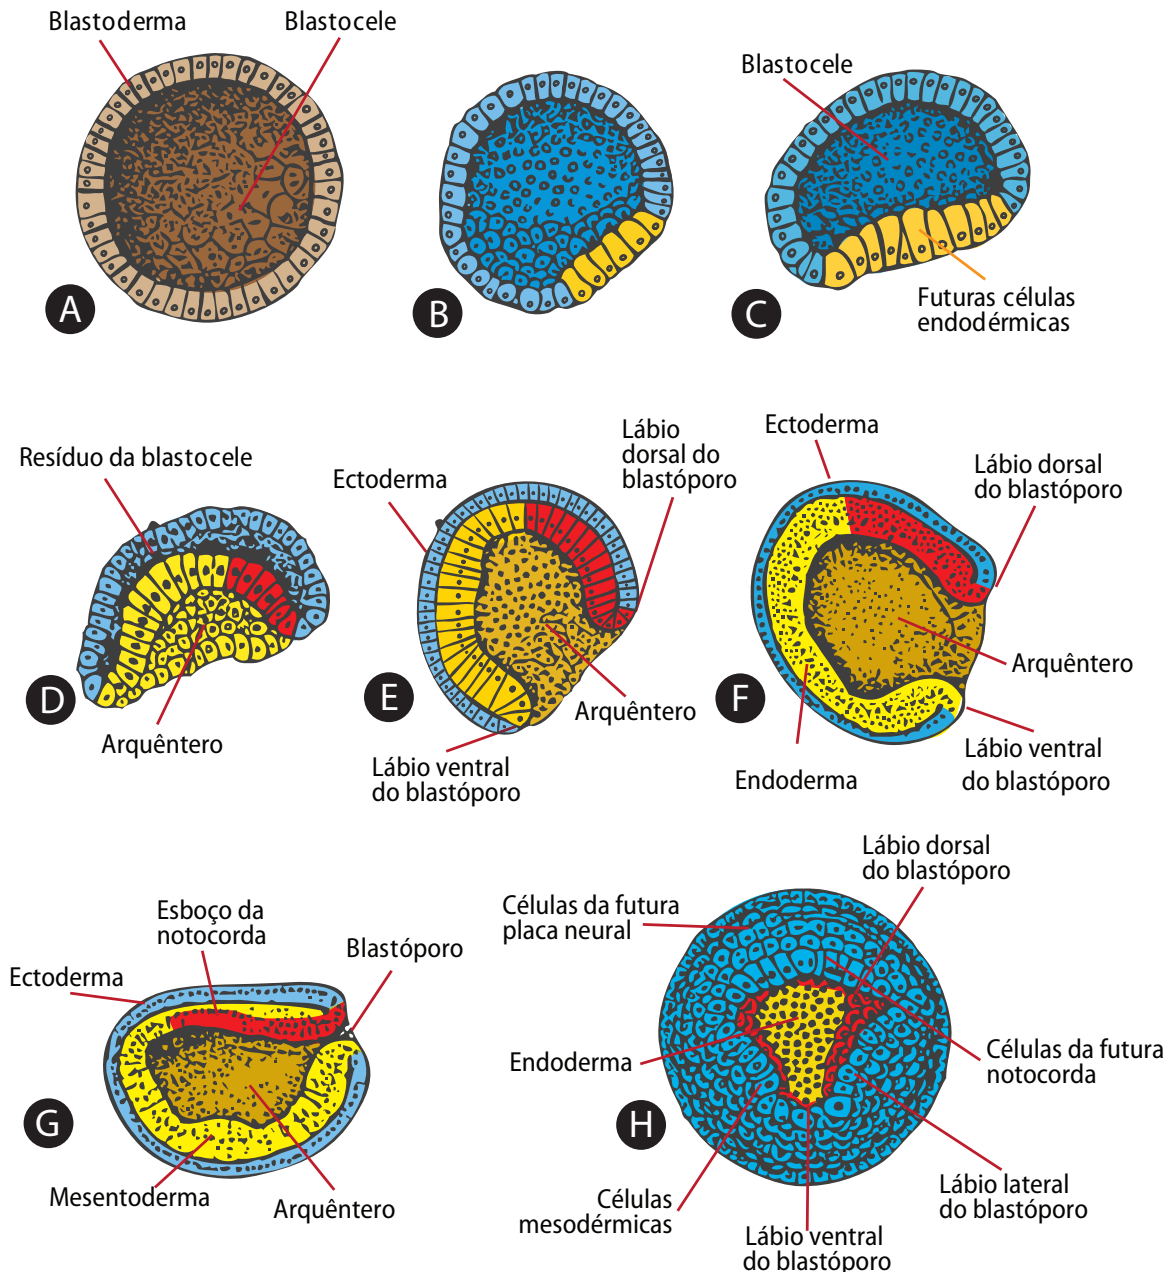 Blastoderma
Blastocele
A
B
Blastocele
C
Futuras células
endodérmicas
Resíduo da blastocele
D
Arquêntero
Ectoderma
Lábio
dorsal do
blastóporo
E
Arquêntero
Lábio ventral
do blastóporo
Ectoderma
Lábio dorsal
do blastóporo
Arquêntero
F
Endoderma
Lábio ventral
do blastóporo
Esboço da
notocorda
Blastóporo
Ectoderma
G
Mesentoderma
Arquêntero
Lábio dorsal
do blastóporo
Células da futura
placa neural
Endoderma
Células da futura
notocorda
H
Células
mesodérmicas
Lábio lateral
do blastóporo
Lábio ventral
do blastóporo